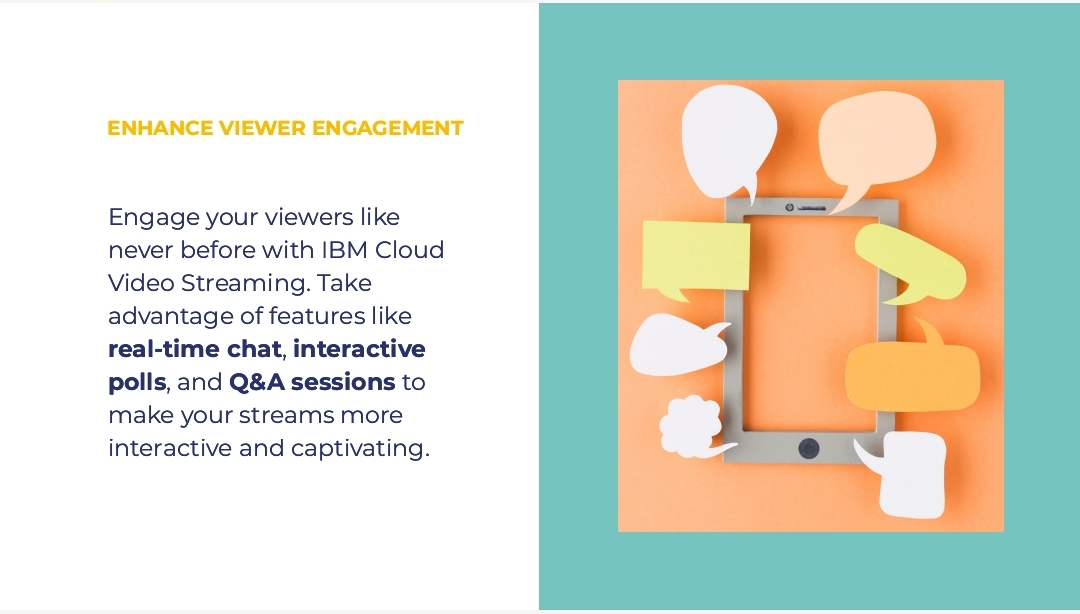 ENHANCE VIEWER ENGAGEMENT
Engage your viewers like
never before with IBM Cloud
Video Streaming. Take
advantage of features like
real-time chat, interactive
polls, and Q&A sessions to
make your streams more
interactive and captivating.